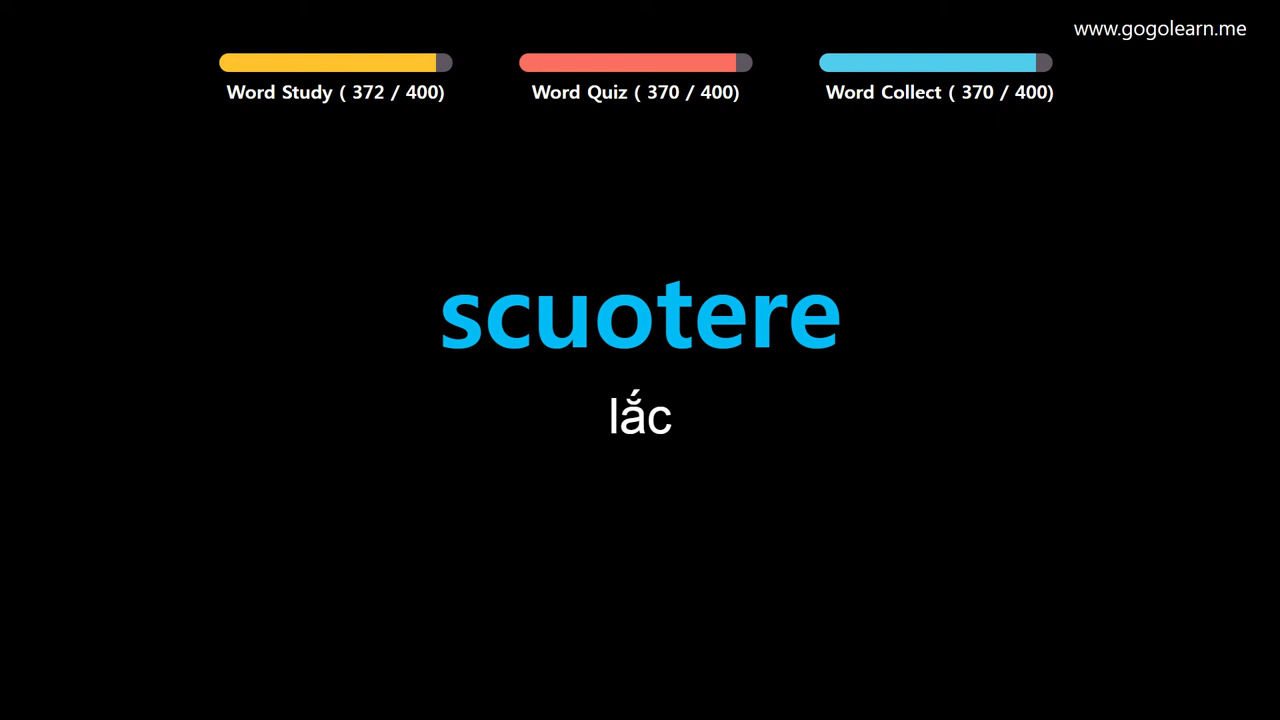 www.gogolearn.me
Word Study ( 372 / 400)
Word Quiz ( 370 / 400)
Word Collect ( 370 / 400)
scuotere
lắc